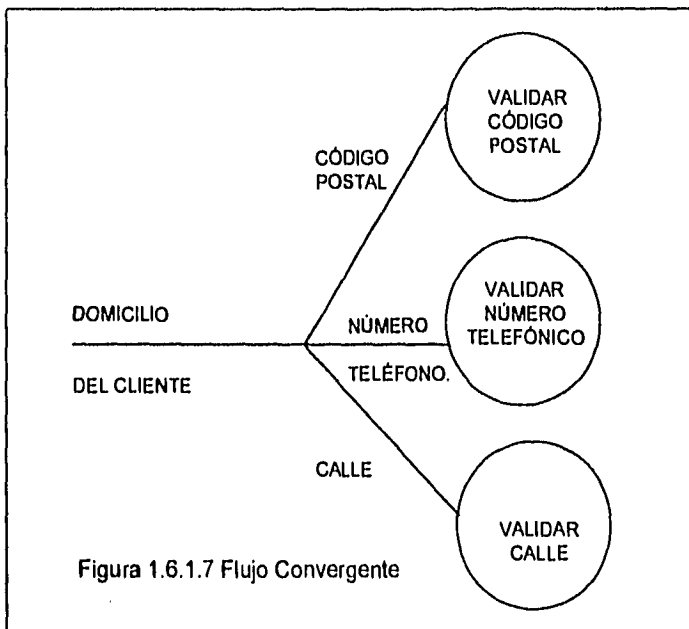 VALIDAR
CÓDIGO
POSTAL
CÓDIGO
POSTAL
VALIDAR
NÚMERO
TELEFÓNICO
DOMICILIO
NÚMERO
DEL CLIENTE
TELÉFONO.
CALLE
VALIDAR
CALLE
Figura 1.6.1.7 Flujo Convergente